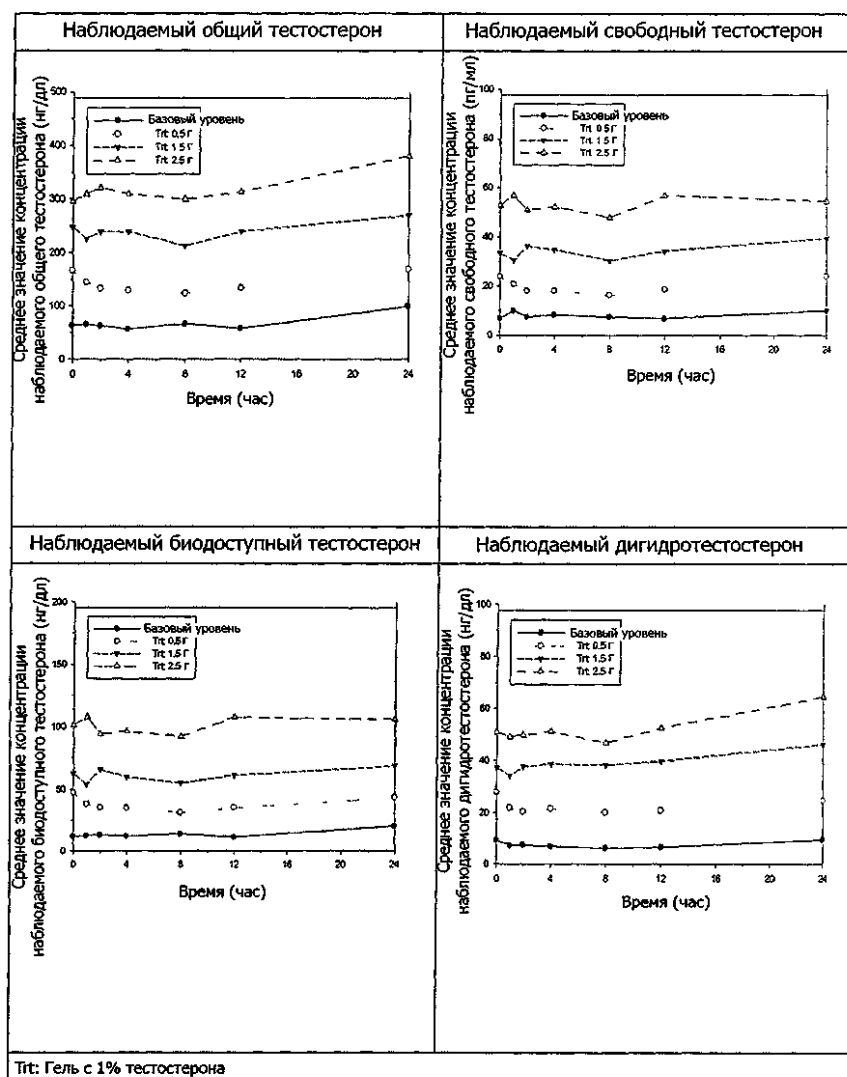 Наблюдаемый общий тестостерон
Среднее значение концентрации
наблюдаемого общего тестостерона (нг/дл)
500
400
300
200
100
0
Базовый уровень
Trt 0.5 Г
Trt 1.5 Г
Trt 2.5 Г
0 4 8 12 16 20 24
Время (час)
Наблюдаемый свободный тестостерон
Среднее значение концентрации
наблюдаемого свободного тестостерона (пг/мл)
100
80
60
40
20
0
Базовый уровень
Trt 0.5 Г
Trt 1.5 Г
Trt 2.5 Г
0 4 8 12 16 20 24
Время (час)
Наблюдаемый биодоступный тестостерон
Среднее значение концентрации
наблюдаемого биодоступного тестостерона (нг/дл)
200
150
100
50
0
Базовый уровень
Trt 0.5 Г
Trt 1.5 Г
Trt 2.5 Г
0 4 8 12 16 20 24
Время (час)
Наблюдаемый дигидротестостерон
Среднее значение концентрации
наблюдаемого дигидротестостерона (нг/дл)
100
80
60
40
20
0
Базовый уровень
Trt 0.5 Г
Trt 1.5 Г
Trt 2.5 Г
0 4 8 12 16 20 24
Время (час)
Trt: Гель с 1% тестостерона